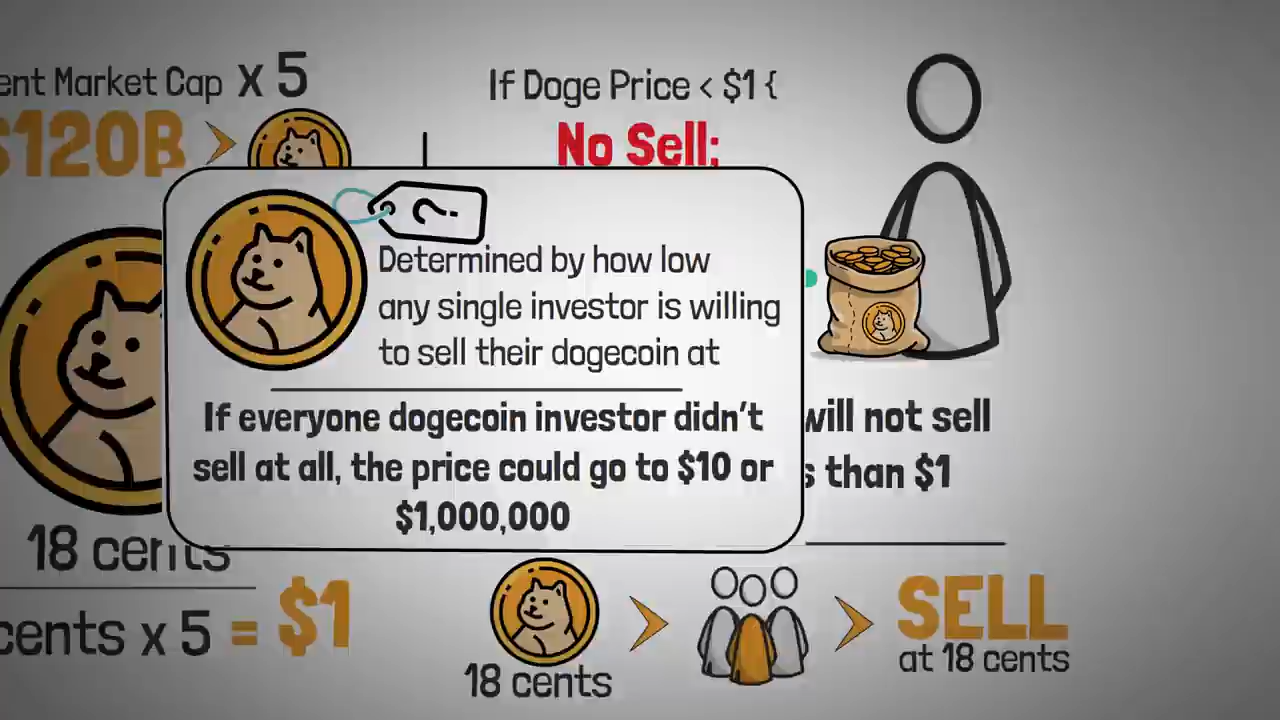 ent Market Cap x 5
$120B
If Doge Price < $1 {
No Sell;
?
Determined by how low
any single investor is willing
to sell their dogecoin at
If everyone dogecoin investor didn't
sell at all, the price could go to $10 or
$1,000,000
will not sell
s than $1
18 cents
cents x 5 = $1
18 cents
SELL
at 18 cents